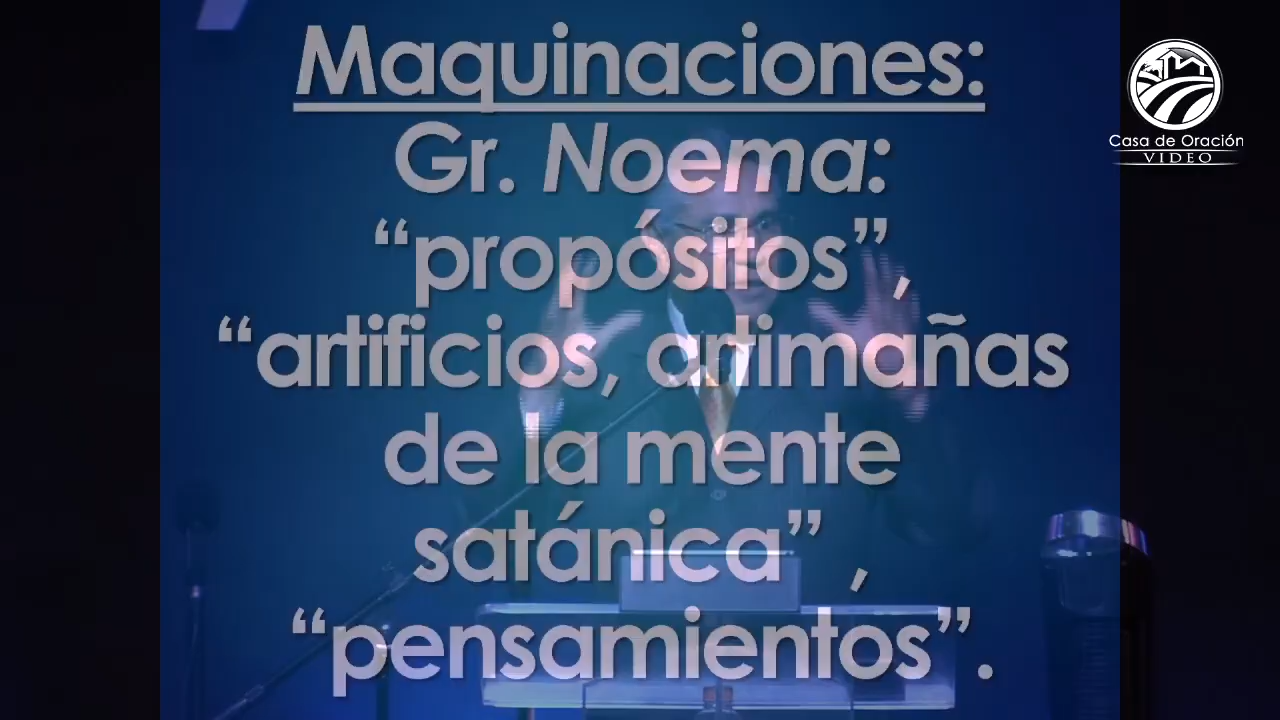 Maquinaciones:
Gr. Noema:
“propósitos”,
“artificios, artimañas
de la mente
satánica” ,
“pensamientos”.
Casa de Oración
VIDEO